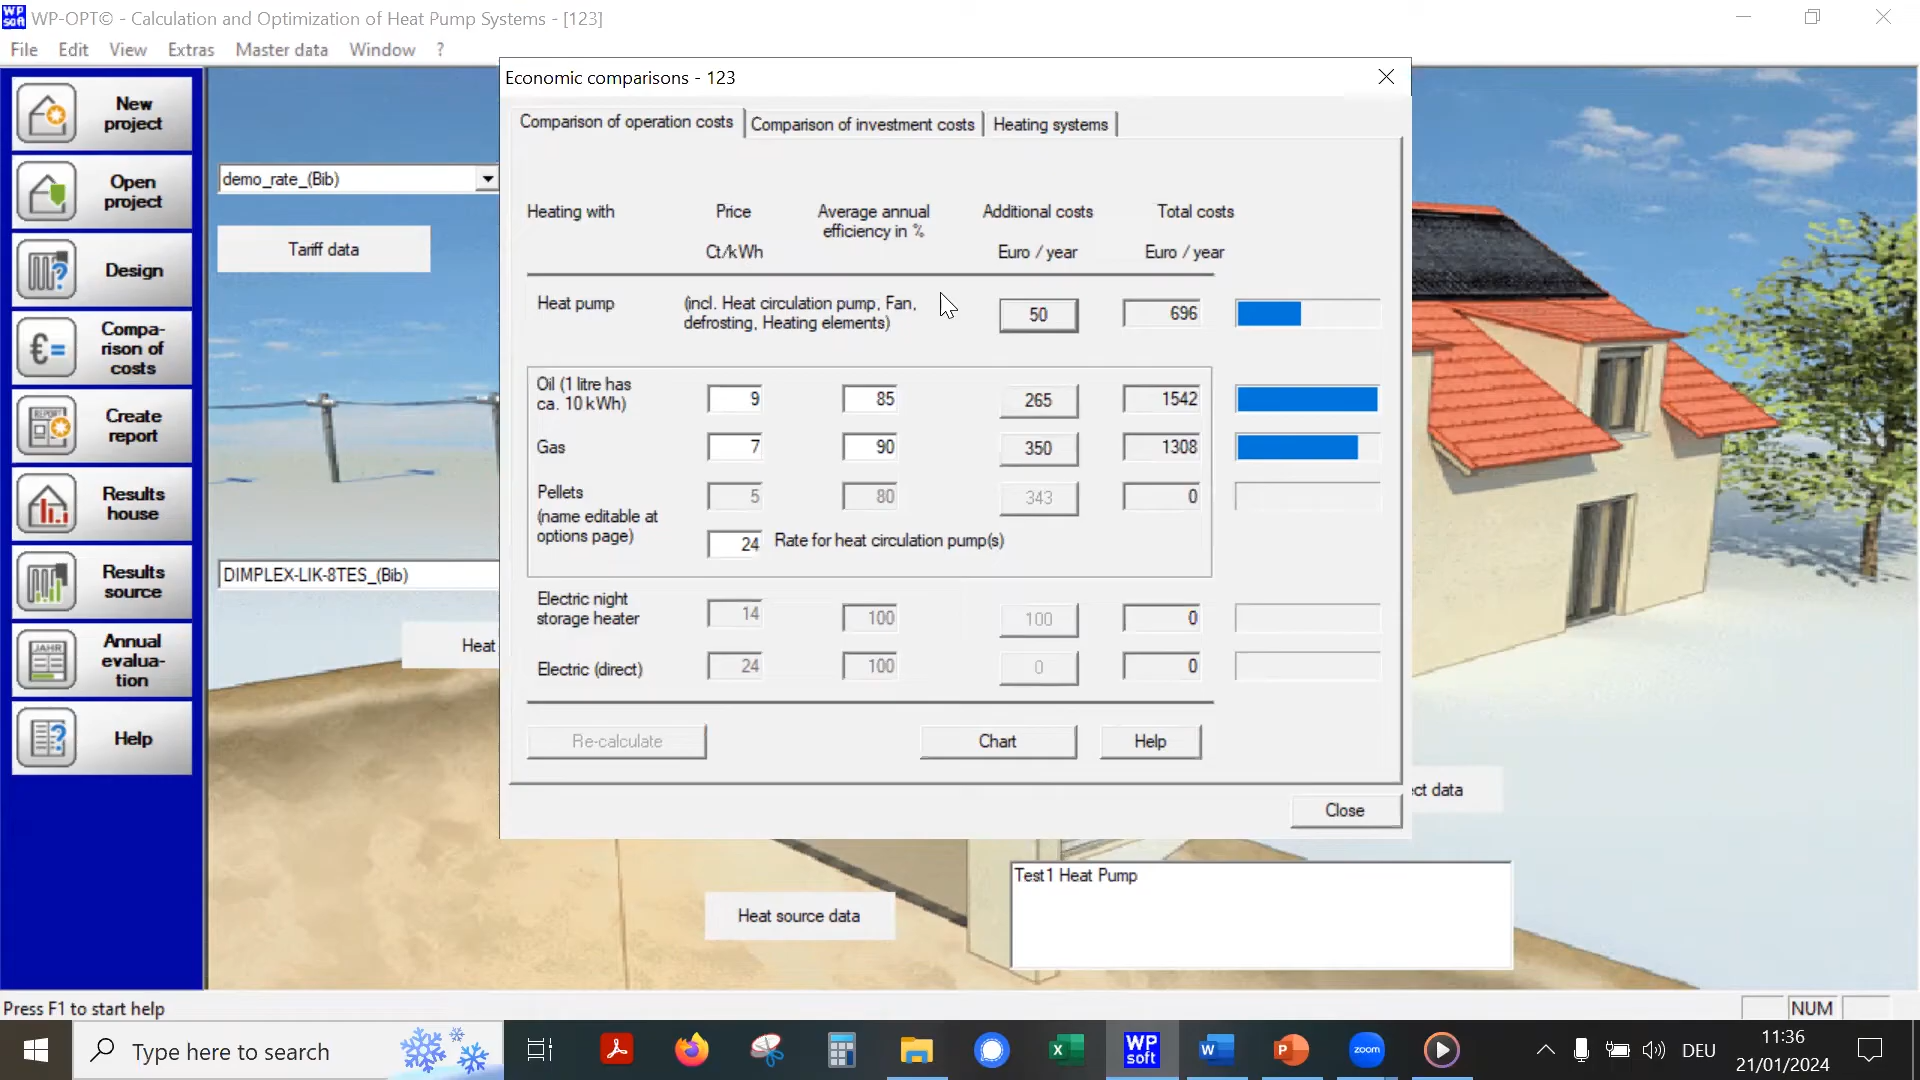 WP-OPT© - Calculation and Optimization of Heat Pump Systems - [123]
File Edit View Extras Master data Window ?
New
project
Open
project
Design
Compa-
rison of
costs
Create
report
Results
house
Results
source
Annual
evalua-
tion
Help
demo_rate_(Bib)
Tariff data
DIMPLEX-LIK-8TES_(Bib)
Heat
Economic comparisons - 123
Comparison of operation costs Comparison of investment costs Heating systems
Heating with Price Average annual Additional costs Total costs
efficiency in %
Ct/kWh Euro / year Euro / year
Heat pump (incl. Heat circulation pump, Fan,
defrosting, Heating elements) 50 696
Oil (1 litre has
ca. 10 kWh) 9 85 265 1542
Gas 7 90 350 1308
Pellets 5 80 343 0
(name editable at
options page)
24 Rate for heat circulation pump(s)
Electric night
storage heater 14 100 100 0
Electric (direct) 24 100 0 0
Re-calculate Chart Help
Close
ect data
Test1 Heat Pump
Heat source data
Press F1 to start help
NUM
Type here to search
WP
soft
zoom
DEU
11:36
21/01/2024